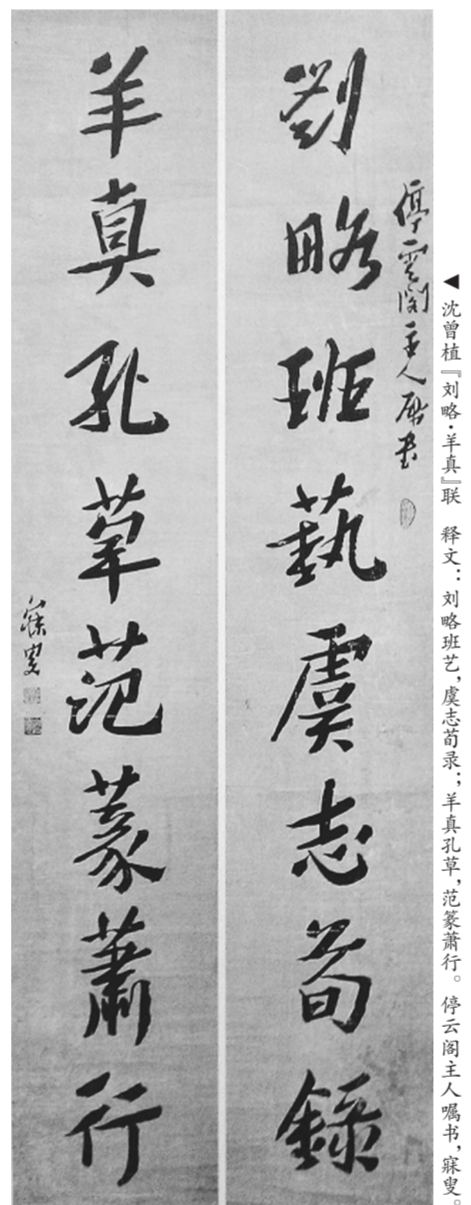 劉略班藝虞志荀錄
停雲閣主人属书
羊真孔草范篆蕭行
寐叟
◀沈曾植『刘略·羊真』联 释文：刘略班艺，虞志荀录；羊真孔草，范篆萧行。停云阁主人嘱书，寐叟。